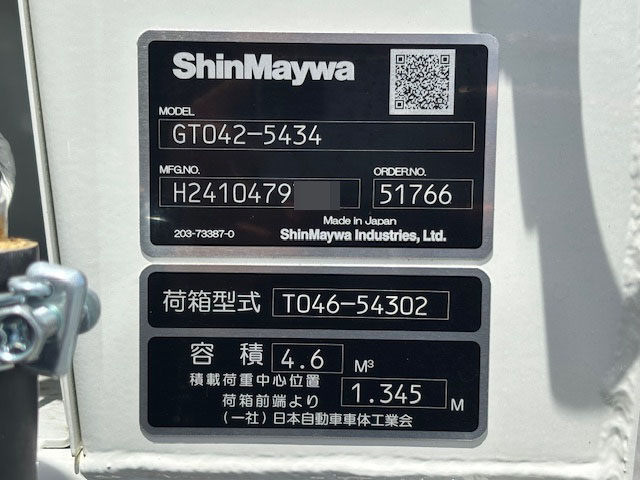 ShinMaywa
MODEL
GT042-5434
MFG.NO. ORDER.NO.
H2410479 51766
Made in Japan
203-73387-0 ShinMaywa Industries, Ltd.
荷箱型式 T046-54302
容積 4.6 M³
積載荷重中心位置
荷箱前端より 1.345 M
(一社)日本自動車車体工業会